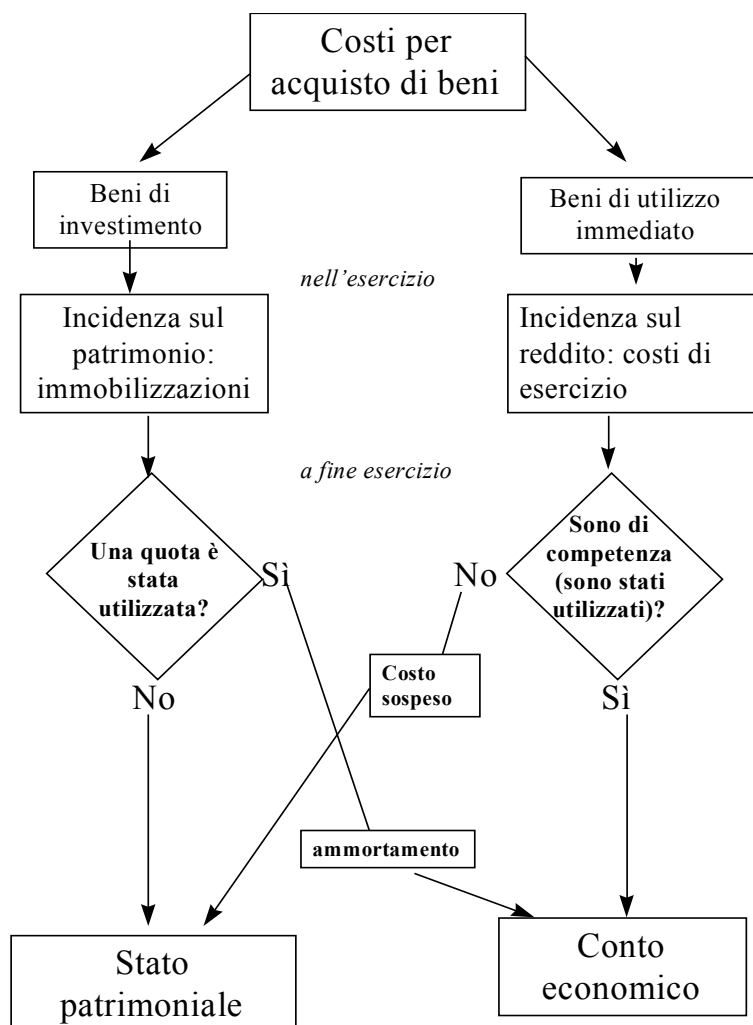 Costi per
acquisto di beni
Beni di
investimento
Beni di utilizzo
immediato
nell'esercizio
Incidenza sul
patrimonio:
immobilizzazioni
Incidenza sul
reddito: costi di
esercizio
a fine esercizio
Una quota è
stata
utilizzata?
Sì
No
Sono di
competenza
(sono stati
utilizzati)?
No
Costo
sospeso
Sì
ammortamento
Stato
patrimoniale
Conto
economico